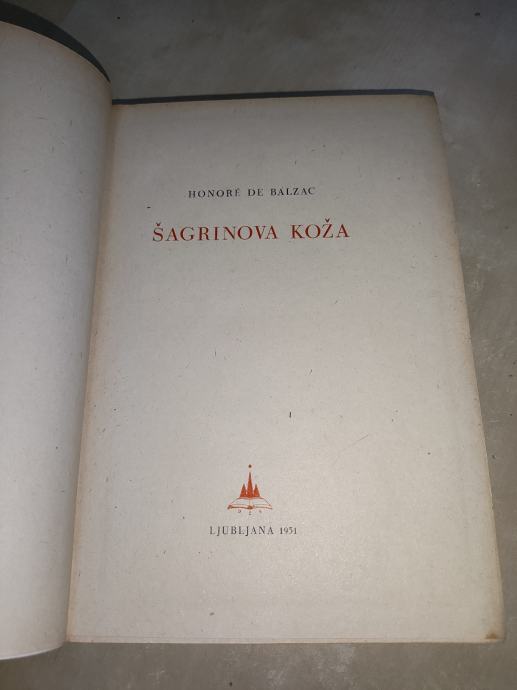 HONORÉ DE BALZAC
ŠAGRINOVA KOŽA
D Z S
LJUBLJANA 1951